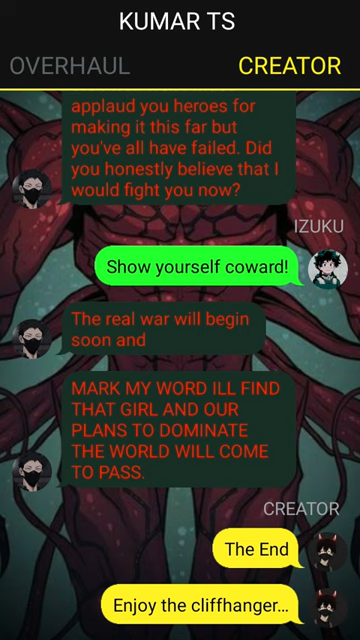 KUMAR TS
OVERHAUL
CREATOR
applaud you heroes for
making it this far but
you've all have failed. Did
you honestly believe that I
would fight you now?
IZUKU
Show yourself coward!
The real war will begin
soon and
MARK MY WORD ILL FIND
THAT GIRL AND OUR
PLANS TO DOMINATE
THE WORLD WILL COME
TO PASS.
CREATOR
The End
Enjoy the cliffhanger...